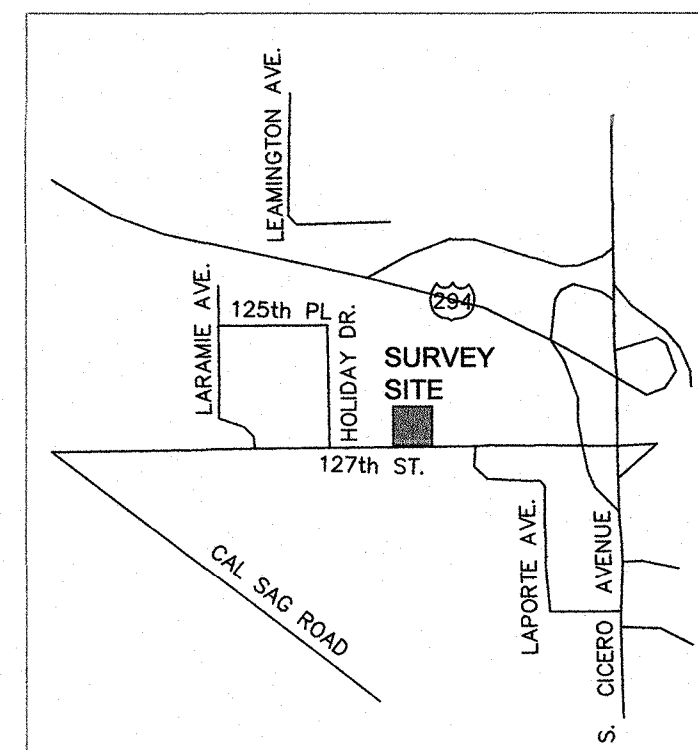 LEAMINGTON AVE.
LARAMIE AVE.
125th PL
HOLIDAY DR.
294
SURVEY
SITE
127th ST.
CAL SAG ROAD
LAPORTE AVE.
S. CICERO AVENUE